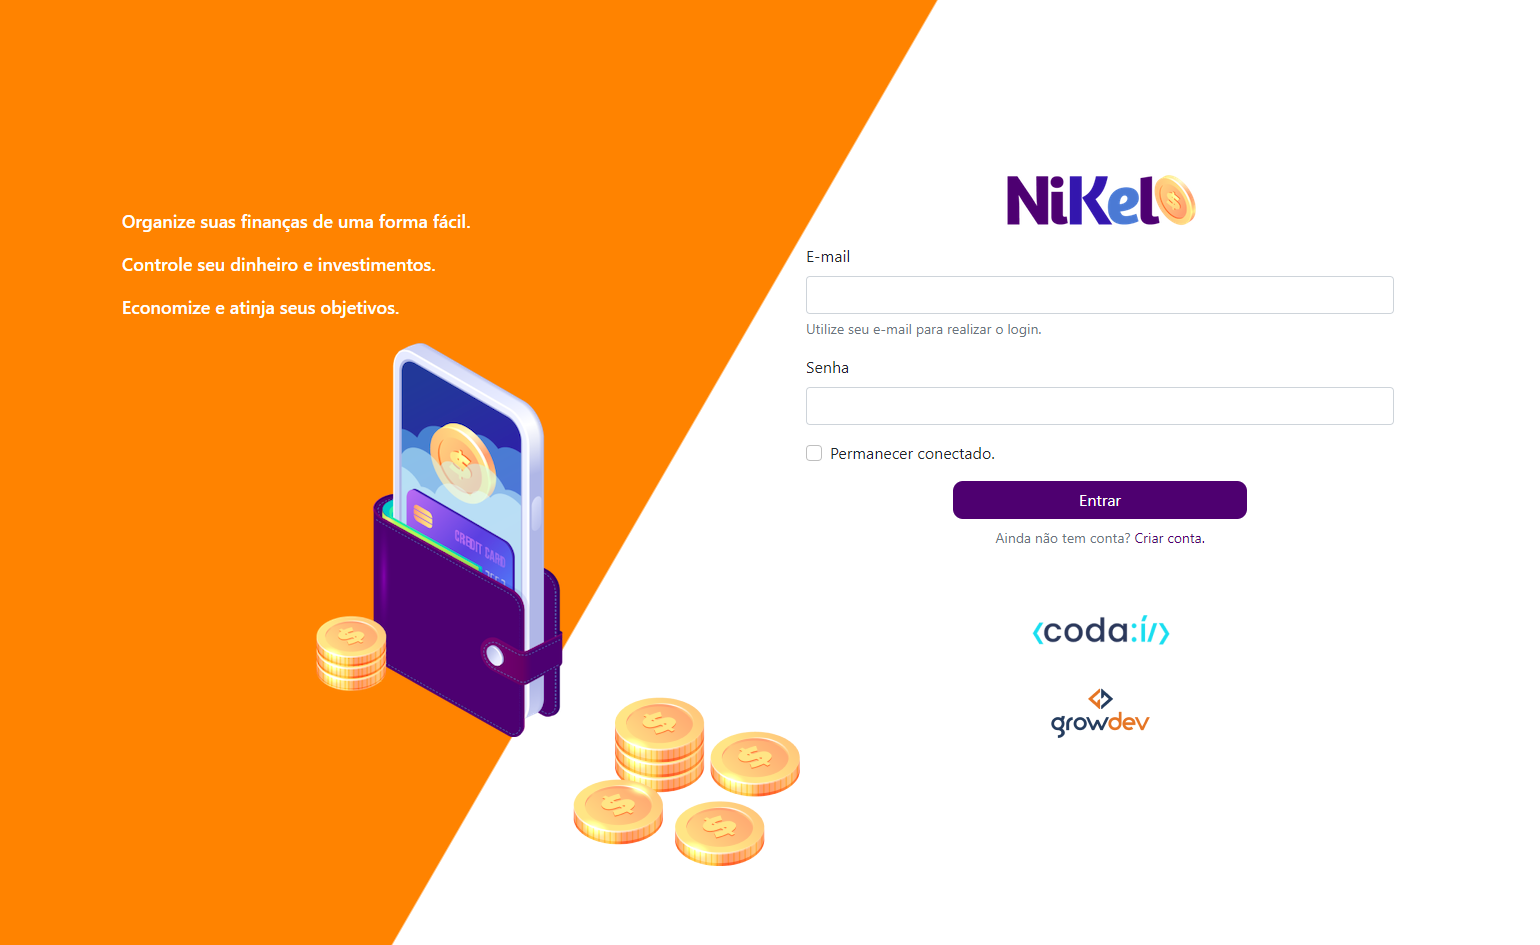 Organize suas finanças de uma forma fácil.
Controle seu dinheiro e investimentos.
Economize e atinja seus objetivos.
CREDIT CARD
NiKel
E-mail
Utilize seu e-mail para realizar o login.
Senha
Permanecer conectado.
Entrar
Ainda não tem conta? Criar conta.
coda:í/
growdev